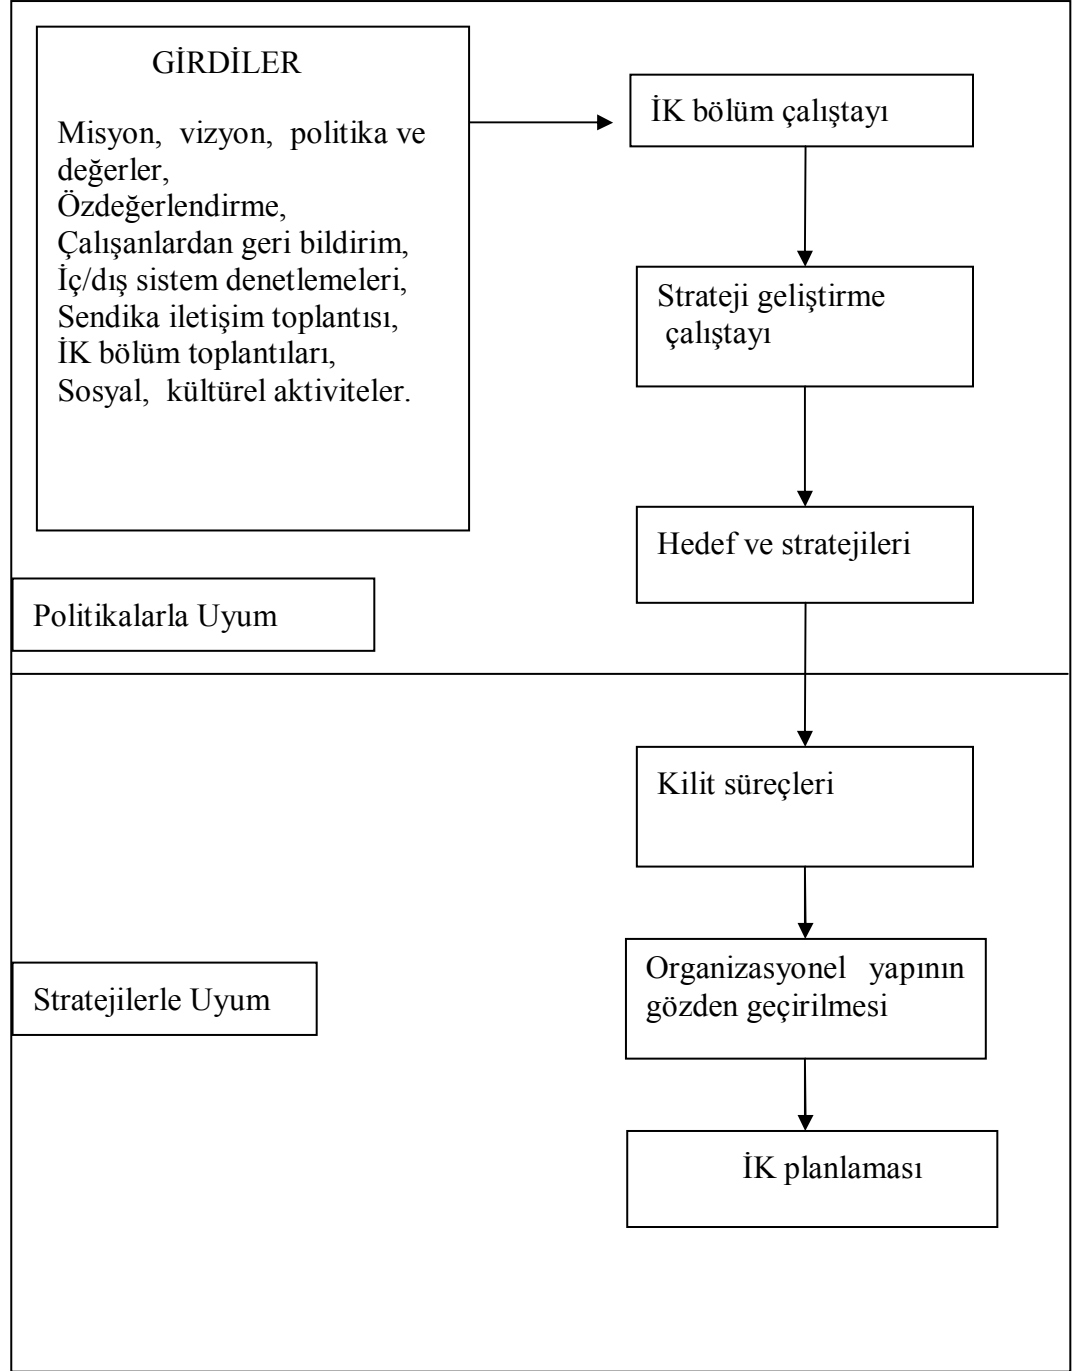 GİRDİLER
Misyon, vizyon, politika ve
değerler,
Özdeğerlendirme,
Çalışanlardan geri bildirim,
İç/dış sistem denetlemeleri,
Sendika iletişim toplantısı,
İK bölüm toplantıları,
Sosyal, kültürel aktiviteler.
İK bölüm çalıştayı
Strateji geliştirme
çalıştayı
Hedef ve stratejileri
Politikalarla Uyum
Kilit süreçleri
Organizasyonel yapının
gözden geçirilmesi
Stratejilerle Uyum
İK planlaması